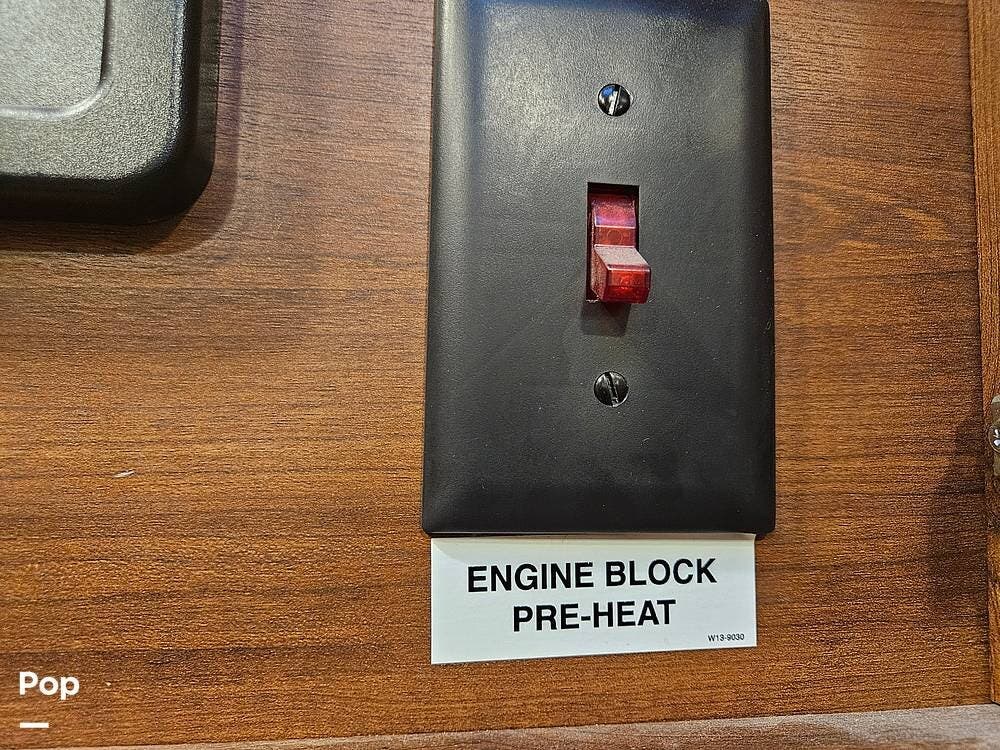 ENGINE BLOCK
PRE-HEAT
W13-9030
Pop